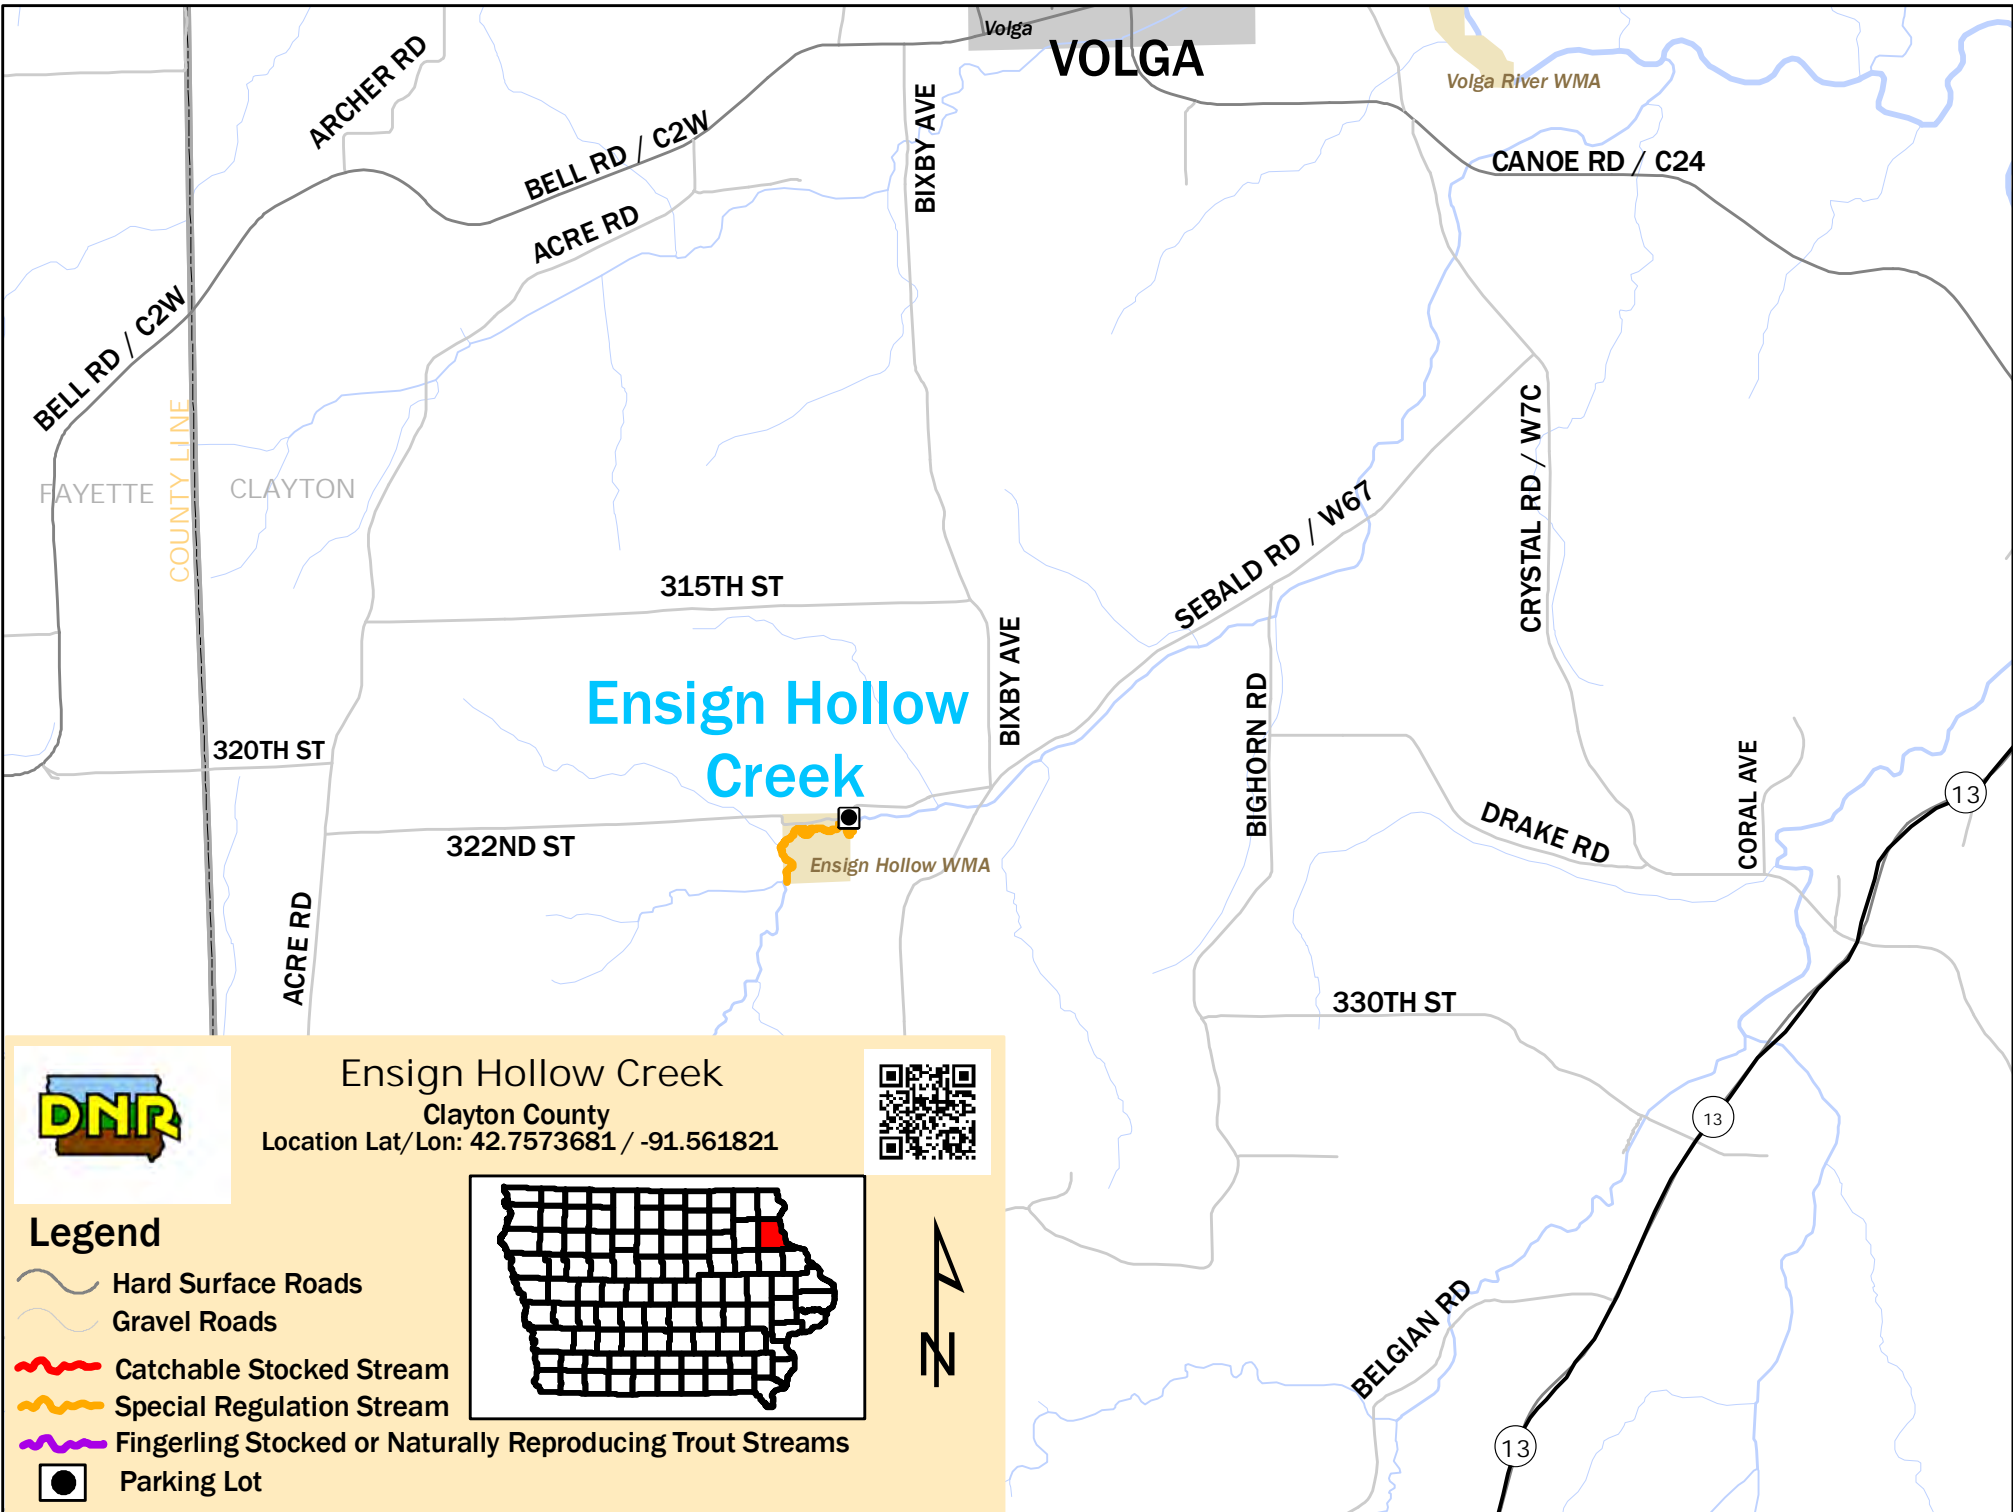 Volga
VOLGA
Volga River WMA
ARCHER RD
BELL RD / C2W
BIXBY AVE
CANOE RD / C24
ACRE RD
BELL RD / C2W
COUNTY LINE
FAYETTE
CLAYTON
CRYSTAL RD / W7C
SEBALD RD / W67
315TH ST
BIXBY AVE
Ensign Hollow
Creek
BIGHORN RD
320TH ST
CORAL AVE
13
DRAKE RD
322ND ST
Ensign Hollow WMA
ACRE RD
330TH ST
13
BELGIAN RD
13
DNR
Ensign Hollow Creek
Clayton County
Location Lat/Lon: 42.7573681 / -91.561821
Legend
Hard Surface Roads
Gravel Roads
Catchable Stocked Stream
Special Regulation Stream
Fingerling Stocked or Naturally Reproducing Trout Streams
Parking Lot
N